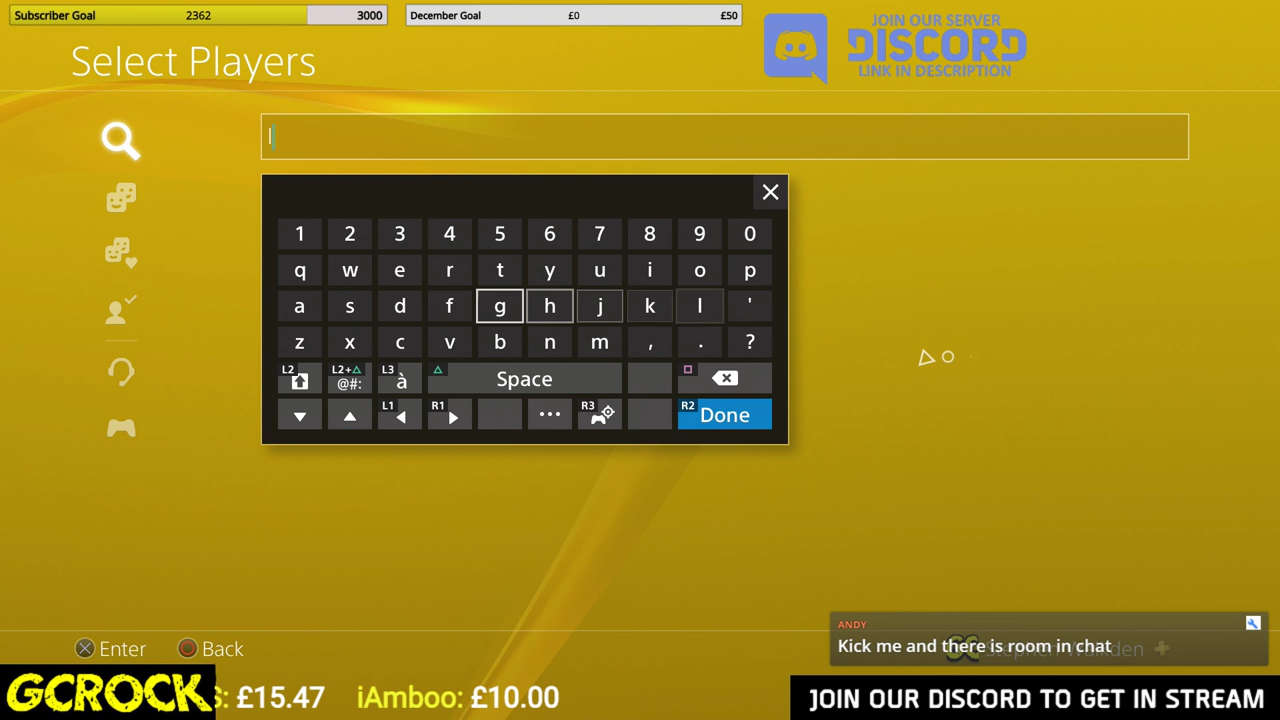 Subscriber Goal 2362 3000 December Goal £0 £50
JOIN OUR SERVER
DISCORD
LINK IN DESCRIPTION
Select Players
l
1 2 3 4 5 6 7 8 9 0
q w e r t y u i o p
a s d f g h j k l '
z x c v b n m , . ?
L2 L2+△ @#: L3 à △ Space □
L1 R1 ... R3 R2 Done
ANDY
Kick me and there is room in chat
Stephen Walkden
Enter Back
GCROCK S: £15.47 iAmboo: £10.00 JOIN OUR DISCORD TO GET IN STREAM